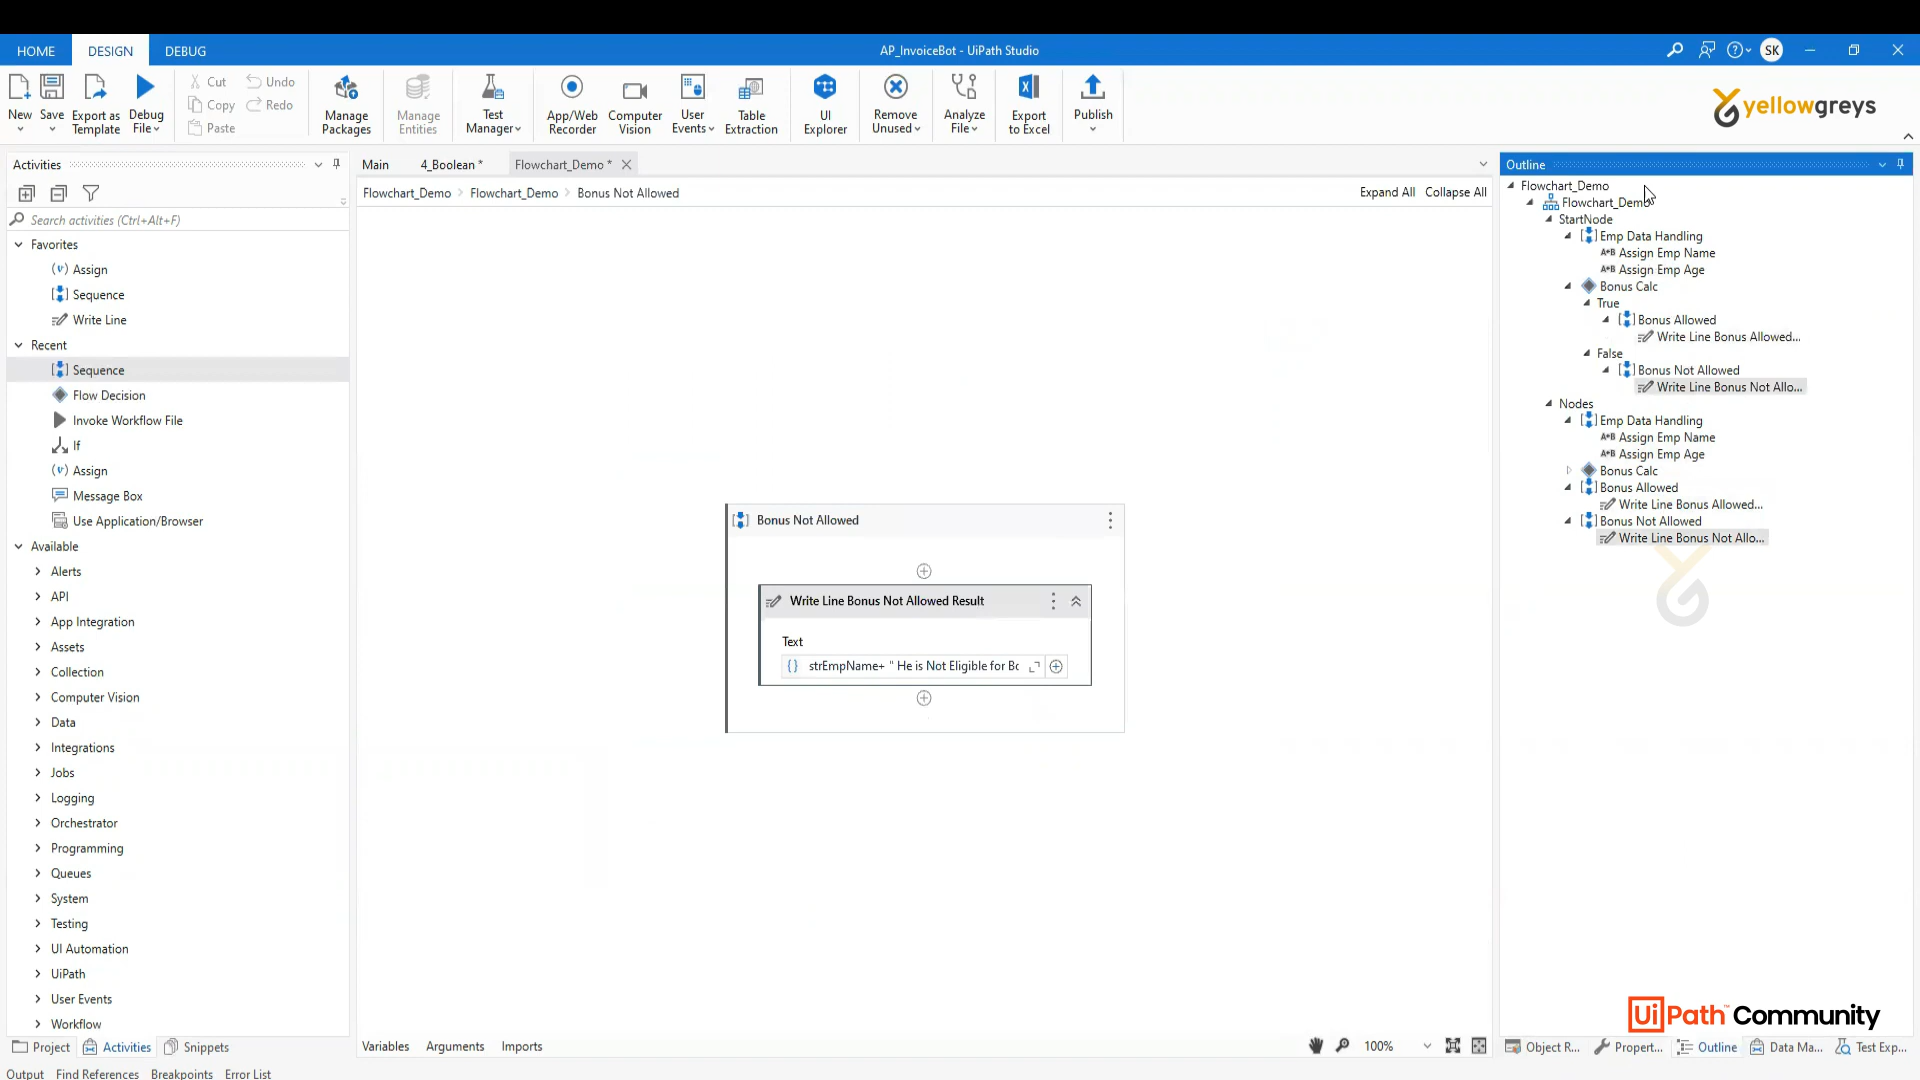 HOME DESIGN DEBUG AP_InvoiceBot - UiPath Studio SK
New Save Export as Template Debug File Cut Copy Paste Undo Redo Manage Packages Manage Entities Test Manager App/Web Recorder Computer Vision User Events Table Extraction UI Explorer Remove Unused Analyze File Export to Excel Publish
yellowgreys
Activities
Search activities (Ctrl+Alt+F)
Favorites
Assign
Sequence
Write Line
Recent
Sequence
Flow Decision
Invoke Workflow File
If
Assign
Message Box
Use Application/Browser
Available
Alerts
API
App Integration
Assets
Collection
Computer Vision
Data
Integrations
Jobs
Logging
Orchestrator
Programming
Queues
System
Testing
UI Automation
UiPath
User Events
Workflow
Project Activities Snippets
Output Find References Breakpoints Error List
Main 4_Boolean * Flowchart_Demo *
Flowchart_Demo Flowchart_Demo Bonus Not Allowed Expand All Collapse All
Bonus Not Allowed
Write Line Bonus Not Allowed Result
Text
strEmpName+ " He is Not Eligible for Bo
Variables Arguments Imports 100%
Outline
Flowchart_Demo
Flowchart_Demo
StartNode
Emp Data Handling
A*B Assign Emp Name
A*B Assign Emp Age
Bonus Calc
True
Bonus Allowed
Write Line Bonus Allowed...
False
Bonus Not Allowed
Write Line Bonus Not Allo...
Nodes
Emp Data Handling
A*B Assign Emp Name
A*B Assign Emp Age
Bonus Calc
Bonus Allowed
Write Line Bonus Allowed...
Bonus Not Allowed
Write Line Bonus Not Allo...
UiPath™ Community
Object R... Propert... Outline Data Ma... Test Exp...